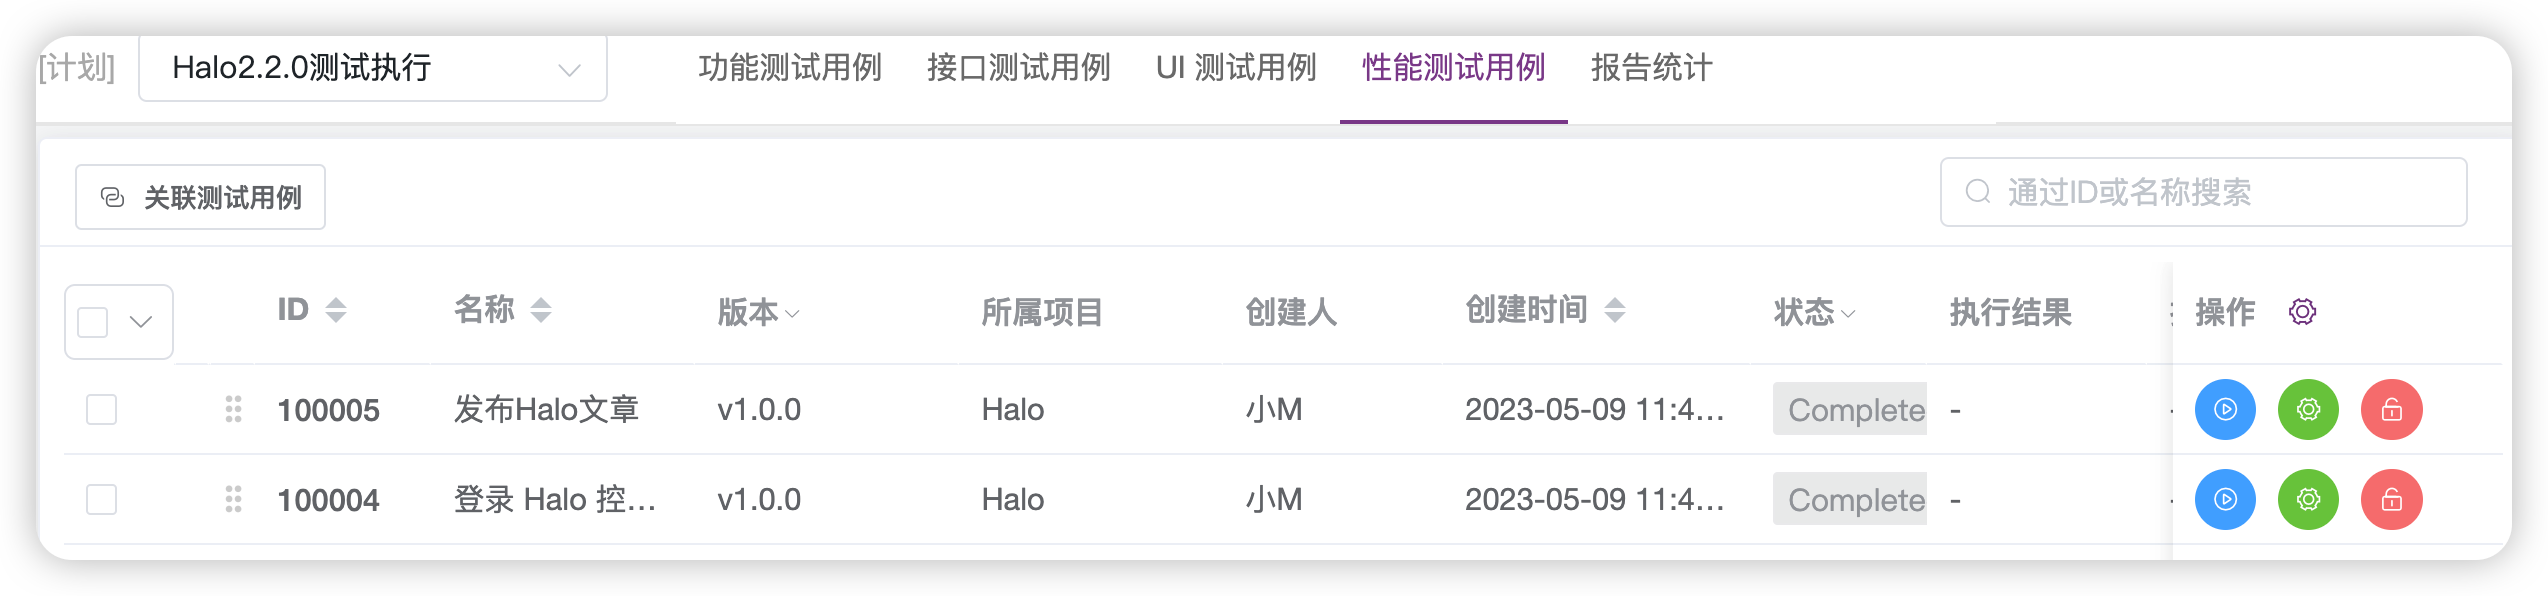 [计划] Halo2.2.0测试执行 功能测试用例 接口测试用例 UI 测试用例 性能测试用例 报告统计
关联测试用例 通过ID或名称搜索
ID 名称 版本 所属项目 创建人 创建时间 状态 执行结果 操作
100005 发布Halo文章 v1.0.0 Halo 小M 2023-05-09 11:4... Complete - -
100004 登录 Halo 控... v1.0.0 Halo 小M 2023-05-09 11:4... Complete - -